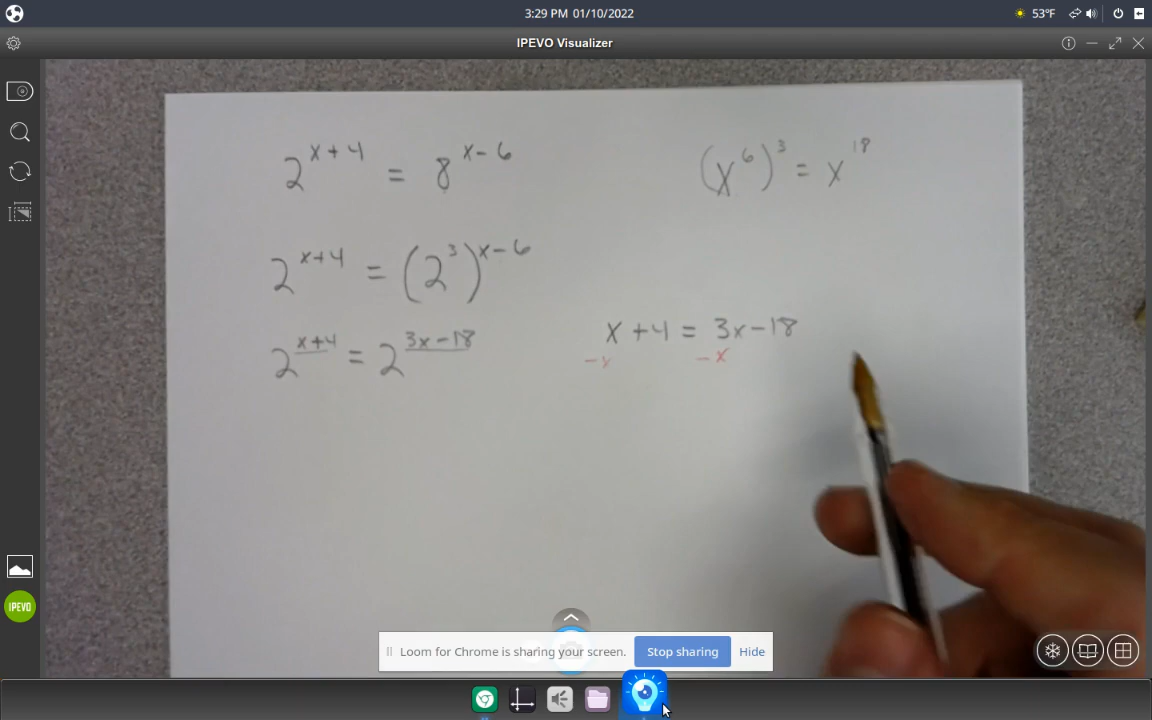 3:29 PM 01/10/2022
53°F
IPEVO Visualizer
2^{x+4} = 8^{x-6}
(x^6)^3 = x^{18}
2^{x+4} = (2^3)^{x-6}
x + 4 = 3x - 18
-x -x
2^{x+4} = 2^{3x-18}
IPEVO
Loom for Chrome is sharing your screen. Stop sharing Hide